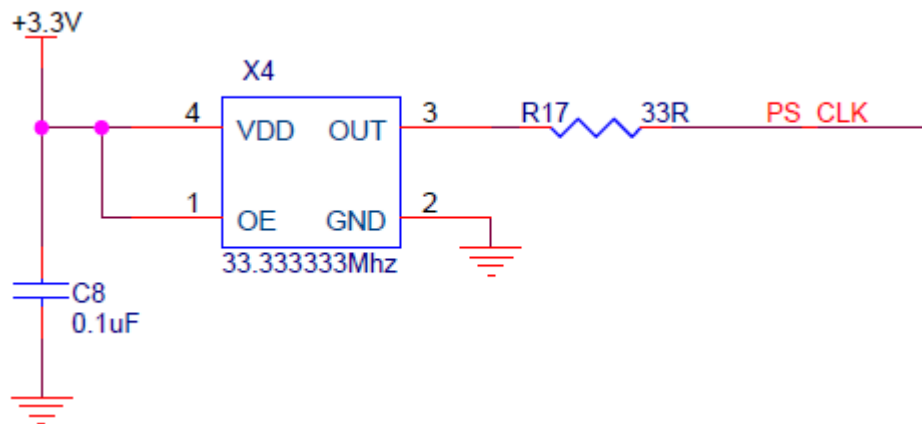 +3.3V
X4
4 VDD OUT 3 R17 33R PS_CLK
1 OE GND 2
33.333333Mhz
C8
0.1uF